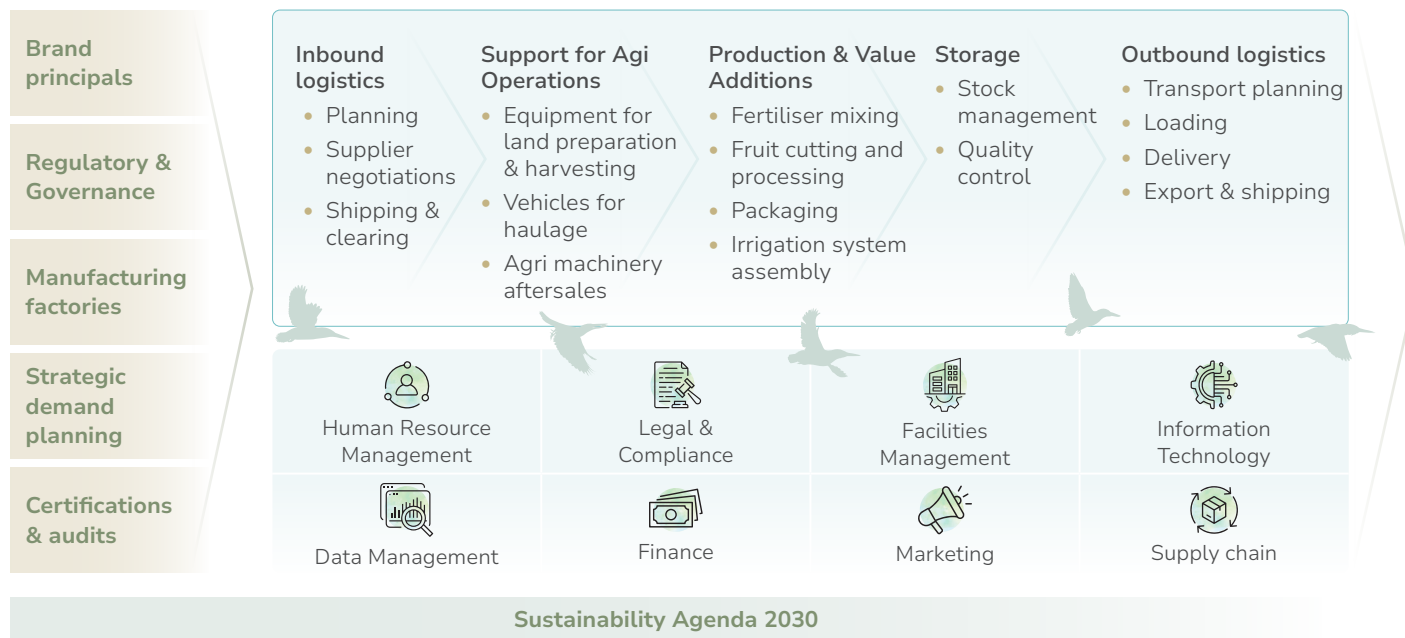 Brand
principals
Regulatory &
Governance
Manufacturing
factories
Strategic
demand
planning
Certifications
& audits
Inbound
logistics
• Planning
• Supplier
negotiations
• Shipping &
clearing
Support for Agi
Operations
• Equipment for
land preparation
& harvesting
• Vehicles for
haulage
• Agri machinery
aftersales
Production & Value
Additions
• Fertiliser mixing
• Fruit cutting and
processing
• Packaging
• Irrigation system
assembly
Storage
• Stock
management
• Quality
control
Outbound logistics
• Transport planning
• Loading
• Delivery
• Export & shipping
Human Resource
Management
Legal &
Compliance
Facilities
Management
Information
Technology
Data Management
Finance
Marketing
Supply chain
Sustainability Agenda 2030